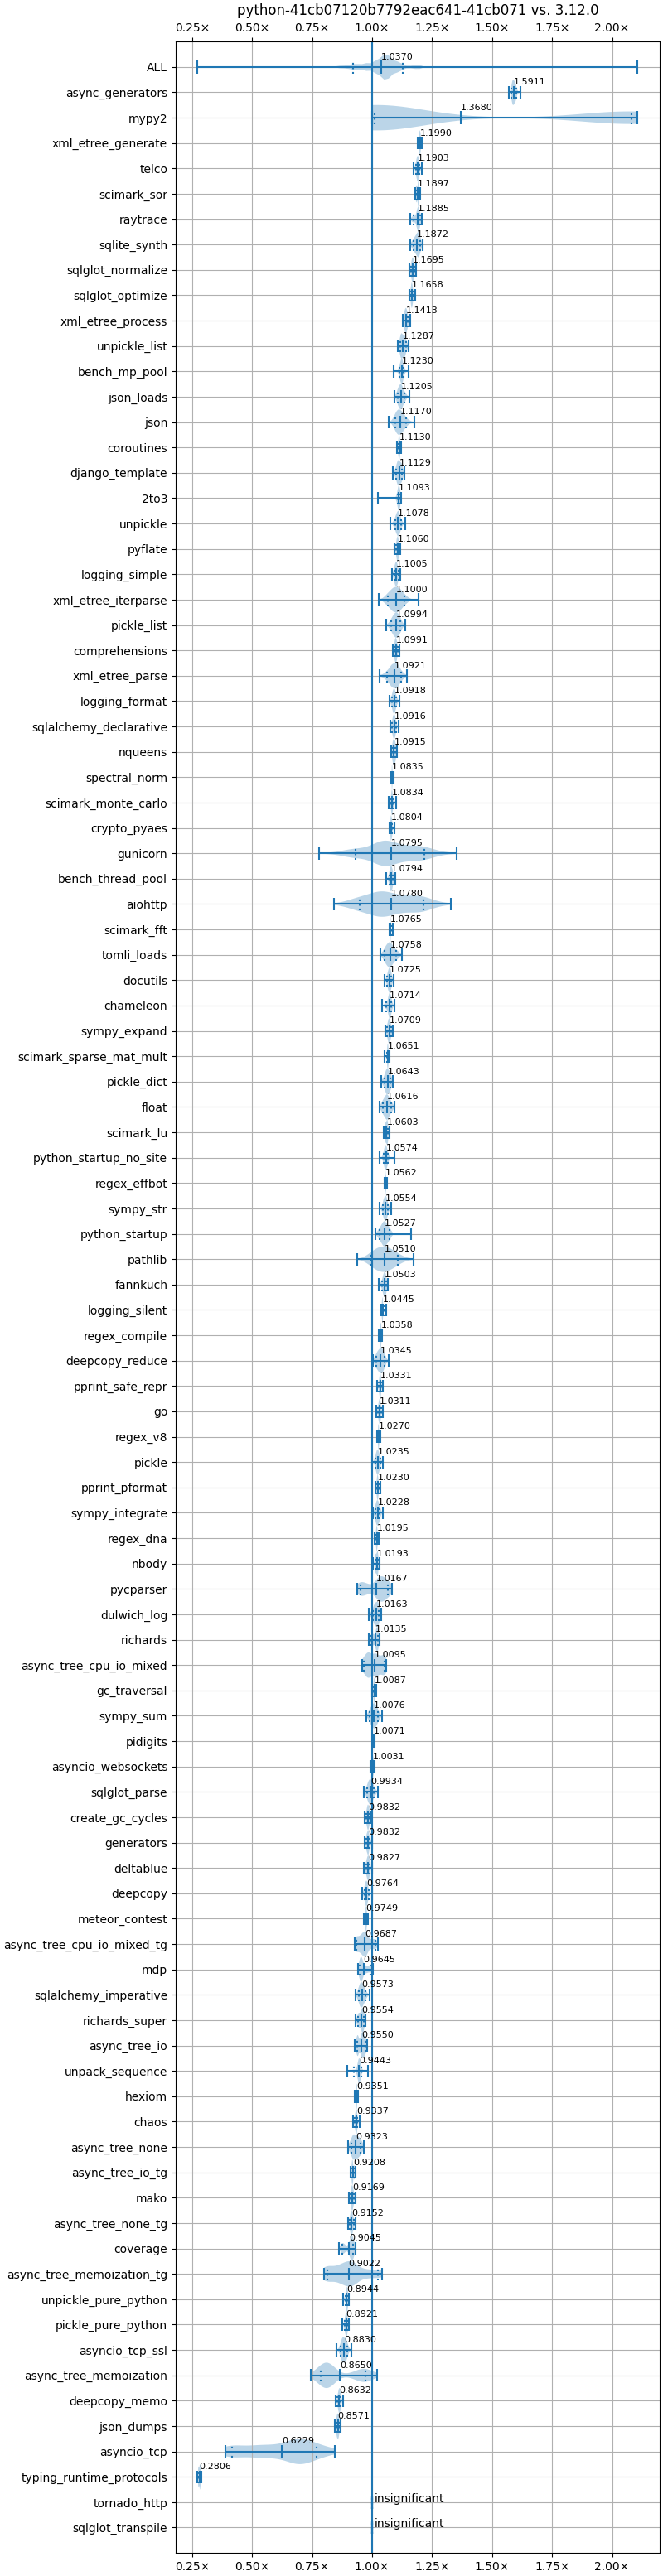 python-41cb07120b7792eac641-41cb071 vs. 3.12.0
0.25× 0.50× 0.75× 1.00× 1.25× 1.50× 1.75× 2.00×
ALL 1.0370
async_generators 1.5911
mypy2 1.3680
xml_etree_generate 1.1990
telco 1.1903
scimark_sor 1.1897
raytrace 1.1885
sqlite_synth 1.1872
sqlglot_normalize 1.1695
sqlglot_optimize 1.1658
xml_etree_process 1.1413
unpickle_list 1.1287
bench_mp_pool 1.1230
json_loads 1.1205
json 1.1170
coroutines 1.1130
django_template 1.1129
2to3 1.1093
unpickle 1.1078
pyflate 1.1060
logging_simple 1.1005
xml_etree_iterparse 1.1000
pickle_list 1.0994
comprehensions 1.0991
xml_etree_parse 1.0921
logging_format 1.0918
sqlalchemy_declarative 1.0916
nqueens 1.0915
spectral_norm 1.0835
scimark_monte_carlo 1.0834
crypto_pyaes 1.0804
gunicorn 1.0795
bench_thread_pool 1.0794
aiohttp 1.0780
scimark_fft 1.0765
tomli_loads 1.0758
docutils 1.0725
chameleon 1.0714
sympy_expand 1.0709
scimark_sparse_mat_mult 1.0651
pickle_dict 1.0643
float 1.0616
scimark_lu 1.0603
python_startup_no_site 1.0574
regex_effbot 1.0562
sympy_str 1.0554
python_startup 1.0527
pathlib 1.0510
fannkuch 1.0503
logging_silent 1.0445
regex_compile 1.0358
deepcopy_reduce 1.0345
pprint_safe_repr 1.0331
go 1.0311
regex_v8 1.0270
pickle 1.0235
pprint_pformat 1.0230
sympy_integrate 1.0228
regex_dna 1.0195
nbody 1.0193
pycparser 1.0167
dulwich_log 1.0163
richards 1.0135
async_tree_cpu_io_mixed 1.0095
gc_traversal 1.0087
sympy_sum 1.0076
pidigits 1.0071
asyncio_websockets 1.0031
sqlglot_parse 0.9934
create_gc_cycles 0.9832
generators 0.9832
deltablue 0.9827
deepcopy 0.9764
meteor_contest 0.9749
async_tree_cpu_io_mixed_tg 0.9687
mdp 0.9645
sqlalchemy_imperative 0.9573
richards_super 0.9554
async_tree_io 0.9550
unpack_sequence 0.9443
hexiom 0.9351
chaos 0.9337
async_tree_none 0.9323
async_tree_io_tg 0.9208
mako 0.9169
async_tree_none_tg 0.9152
coverage 0.9045
async_tree_memoization_tg 0.9022
unpickle_pure_python 0.8944
pickle_pure_python 0.8921
asyncio_tcp_ssl 0.8830
async_tree_memoization 0.8650
deepcopy_memo 0.8632
json_dumps 0.8571
asyncio_tcp 0.6229
typing_runtime_protocols 0.2806
tornado_http insignificant
sqlglot_transpile insignificant
0.25× 0.50× 0.75× 1.00× 1.25× 1.50× 1.75× 2.00×